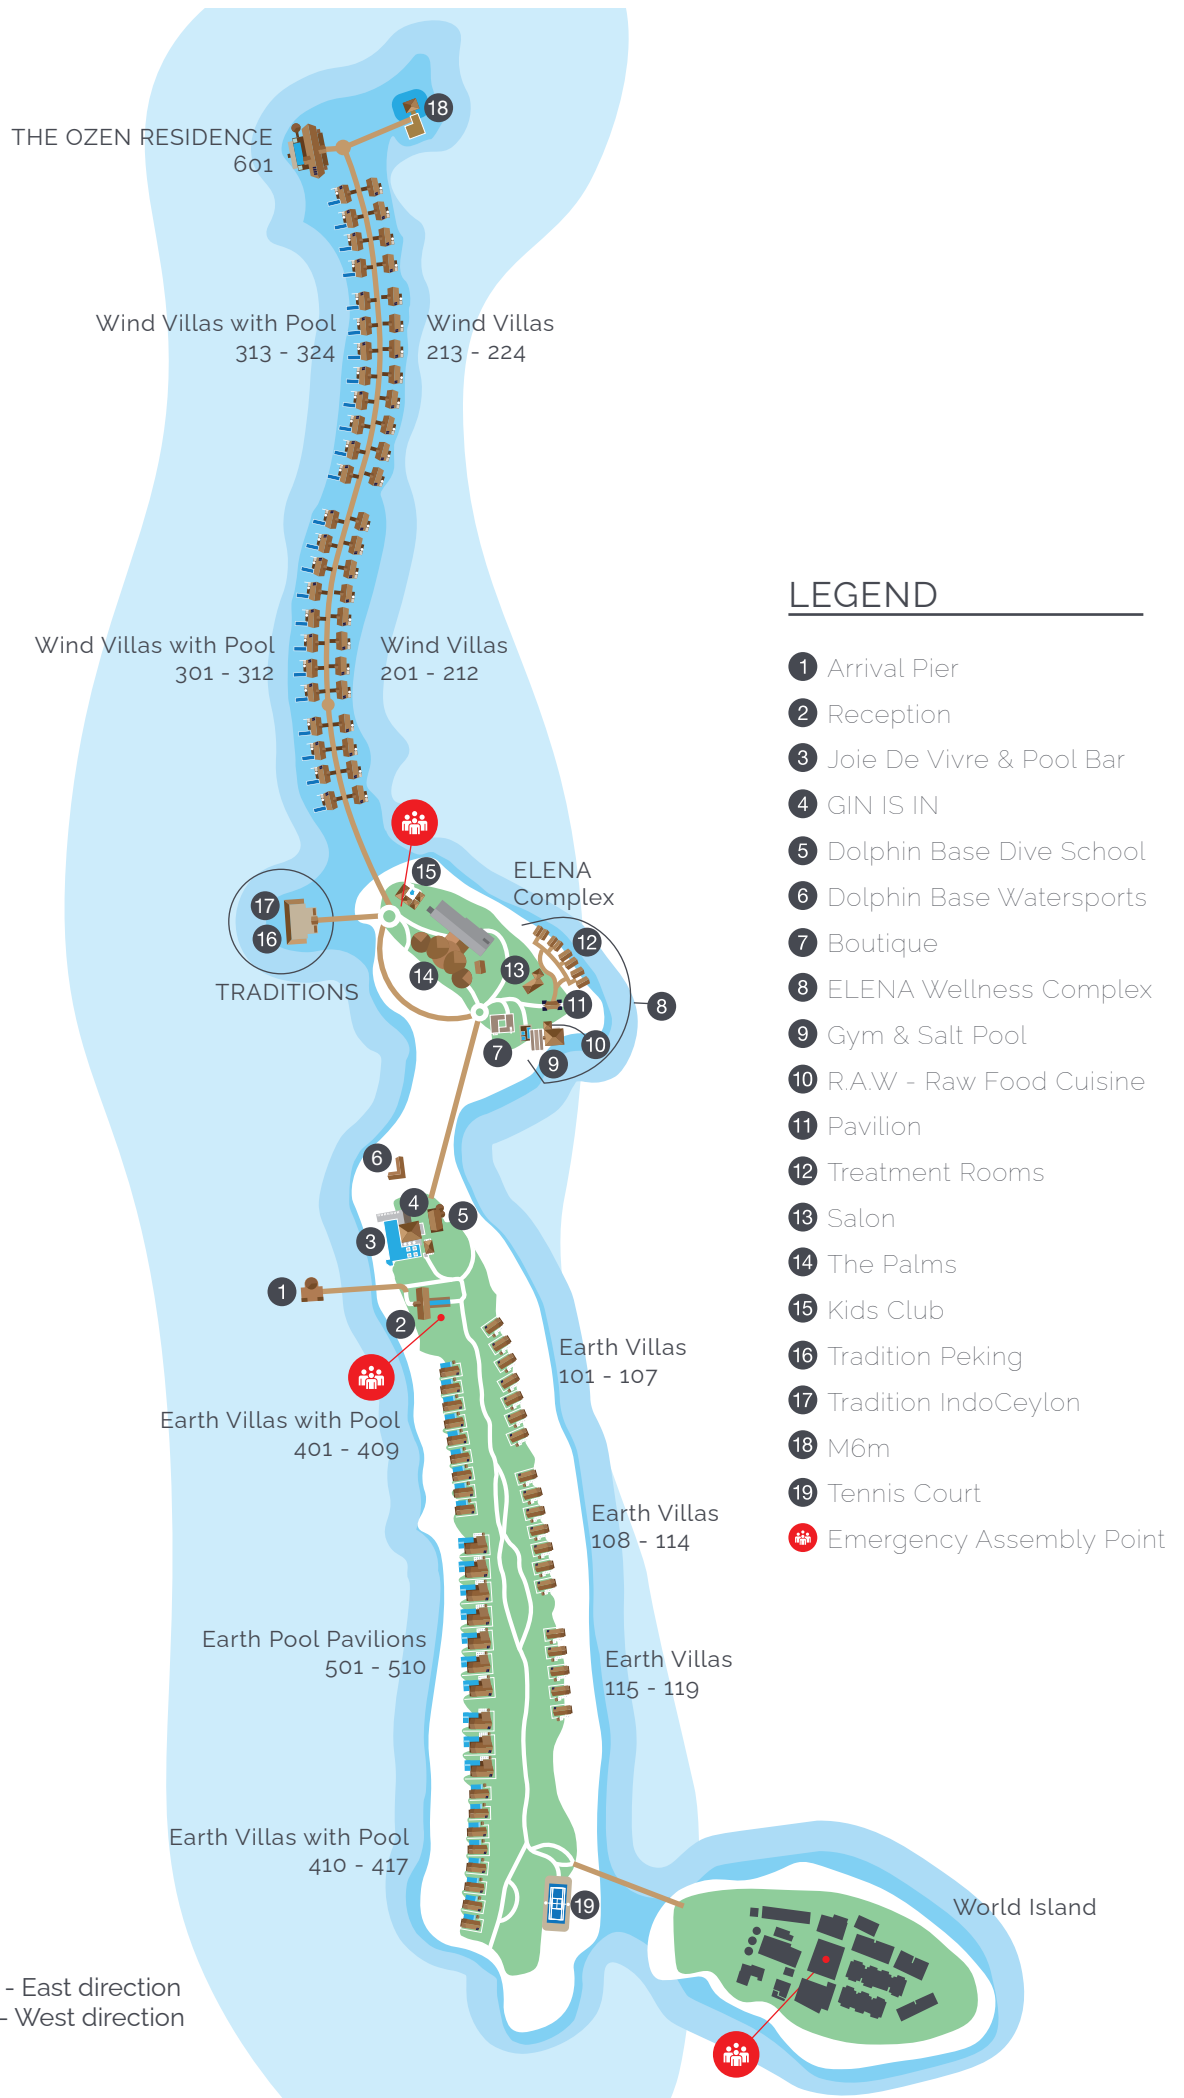 18
THE OZEN RESIDENCE
601
Wind Villas with Pool
313 - 324
Wind Villas
213 - 224
Wind Villas with Pool
301 - 312
Wind Villas
201 - 212
15
ELENA
Complex
17
16
TRADITIONS
12
13
14
11
8
10
7
9
6
4
5
3
1
2
Earth Villas
101 - 107
Earth Villas with Pool
401 - 409
Earth Villas
108 - 114
Earth Pool Pavilions
501 - 510
Earth Villas
115 - 119
Earth Villas with Pool
410 - 417
19
World Island
- East direction
- West direction
LEGEND
1 Arrival Pier
2 Reception
3 Joie De Vivre & Pool Bar
4 GIN IS IN
5 Dolphin Base Dive School
6 Dolphin Base Watersports
7 Boutique
8 ELENA Wellness Complex
9 Gym & Salt Pool
10 R.A.W - Raw Food Cuisine
11 Pavilion
12 Treatment Rooms
13 Salon
14 The Palms
15 Kids Club
16 Tradition Peking
17 Tradition IndoCeylon
18 M6m
19 Tennis Court
Emergency Assembly Point